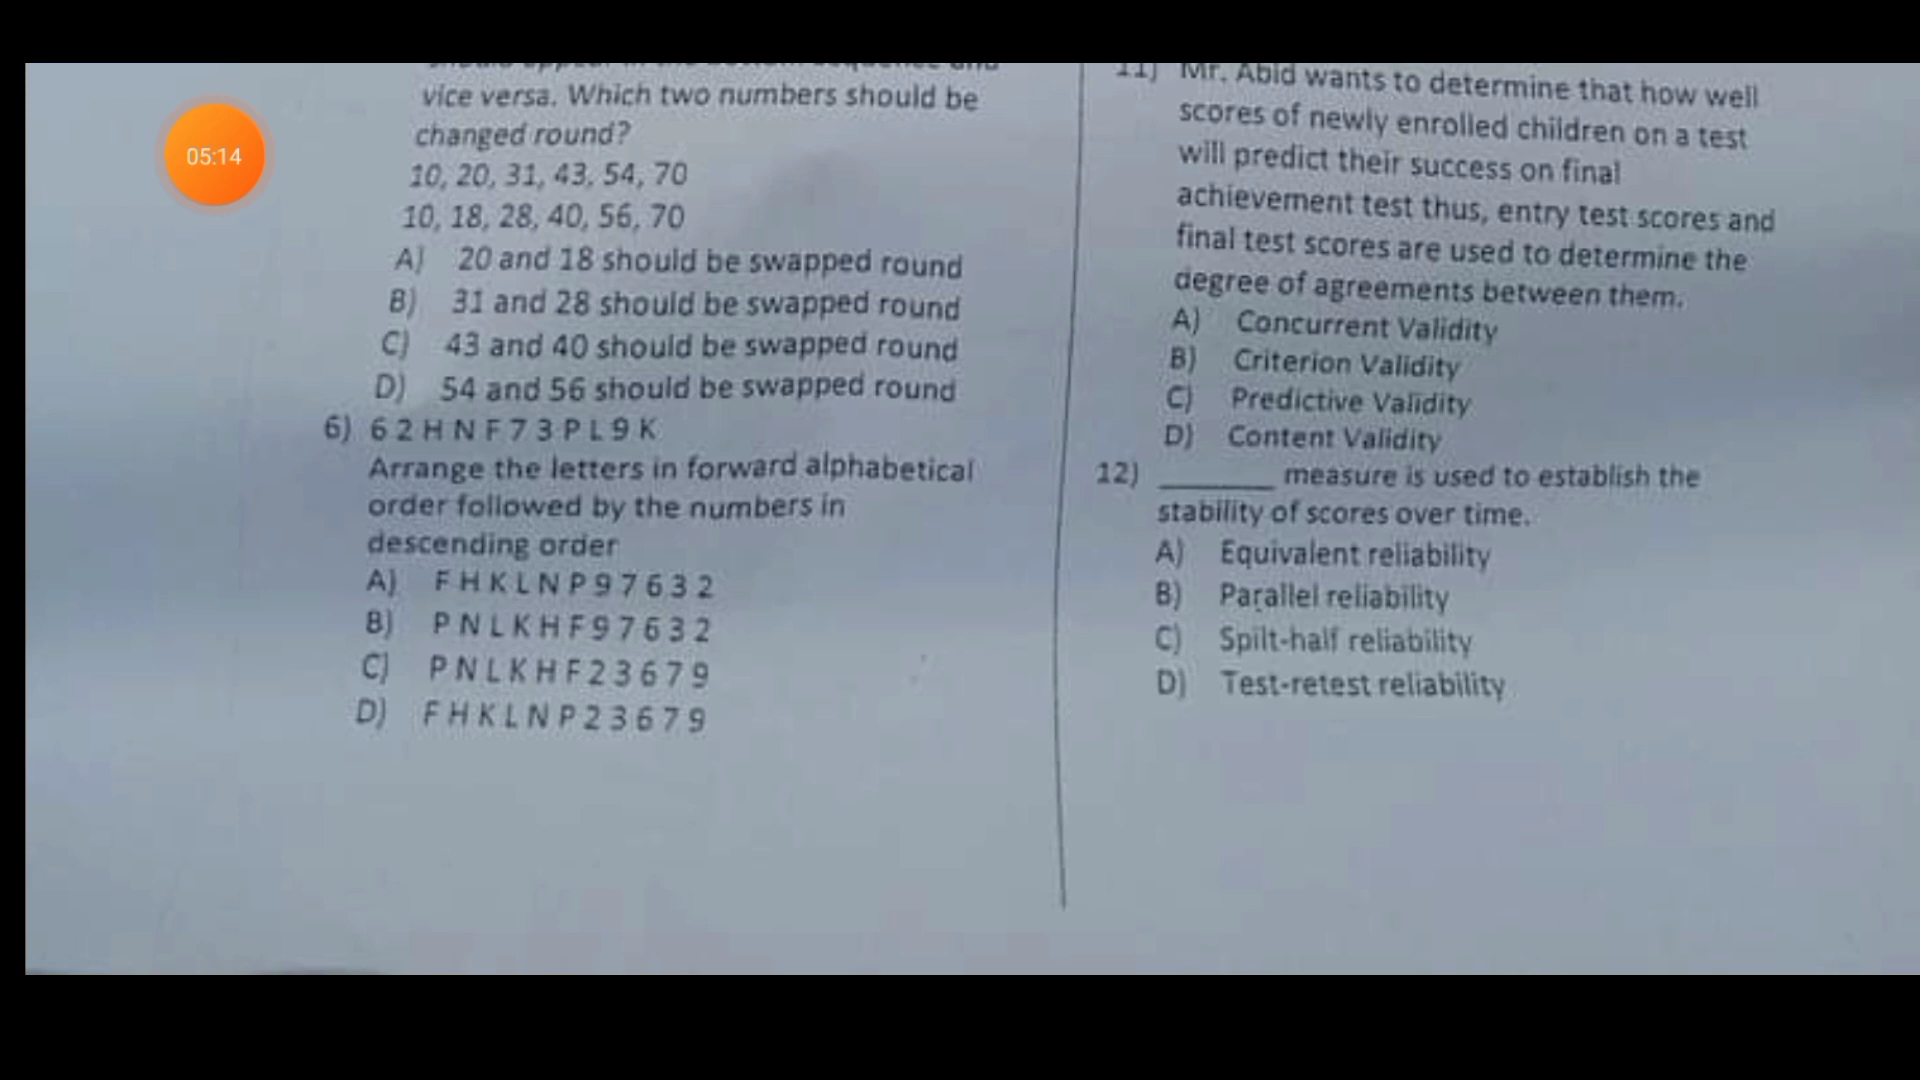 05:14
vice versa. Which two numbers should be
changed round?
10, 20, 31, 43, 54, 70
10, 18, 28, 40, 56, 70
A) 20 and 18 should be swapped round
B) 31 and 28 should be swapped round
C) 43 and 40 should be swapped round
D) 54 and 56 should be swapped round
6) 6 2 H N F 7 3 P L 9 K
Arrange the letters in forward alphabetical
order followed by the numbers in
descending order
A) F H K L N P 9 7 6 3 2
B) P N L K H F 9 7 6 3 2
C) P N L K H F 2 3 6 7 9
D) F H K L N P 2 3 6 7 9
11) Mr. Abid wants to determine that how well
scores of newly enrolled children on a test
will predict their success on final
achievement test thus, entry test scores and
final test scores are used to determine the
degree of agreements between them.
A) Concurrent Validity
B) Criterion Validity
C) Predictive Validity
D) Content Validity
12) ________ measure is used to establish the
stability of scores over time.
A) Equivalent reliability
B) Parallel reliability
C) Spilt-half reliability
D) Test-retest reliability